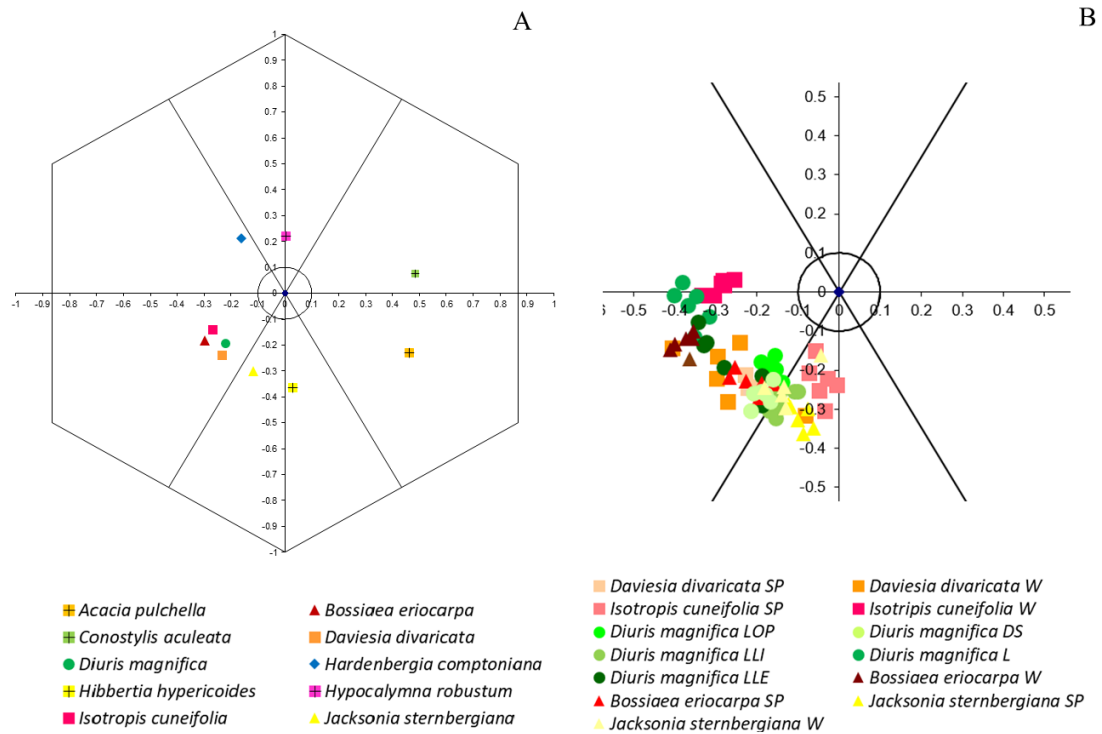 A
B
1
0.9
0.8
0.7
0.6
0.5
0.4
0.3
0.2
0.1
0
-0.1
-0.2
-0.3
-0.4
-0.5
-0.6
-0.7
-0.8
-0.9
-1
-1 -0.9 -0.8 -0.7 -0.6 -0.5 -0.4 -0.3 -0.2 -0.1 0 0.1 0.2 0.3 0.4 0.5 0.6 0.7 0.8 0.9 1
0.5
0.4
0.3
0.2
0.1
0
-0.1
-0.2
-0.3
-0.4
-0.5
-0.5 -0.4 -0.3 -0.2 -0.1 0 0.1 0.2 0.3 0.4 0.5
Acacia pulchella
Bossiaea eriocarpa
Conostylis aculeata
Daviesia divaricata
Diuris magnifica
Hardenbergia comptoniana
Hibbertia hypericoides
Hypocalymna robustum
Isotropis cuneifolia
Jacksonia sternbergiana
Daviesia divaricata SP
Daviesia divaricata W
Isotropis cuneifolia SP
Isotripis cuneifolia W
Diuris magnifica LOP
Diuris magnifica DS
Diuris magnifica LLI
Diuris magnifica L
Diuris magnifica LLE
Bossiaea eriocarpa W
Bossiaea eriocarpa SP
Jacksonia sternbergiana SP
Jacksonia sternbergiana W